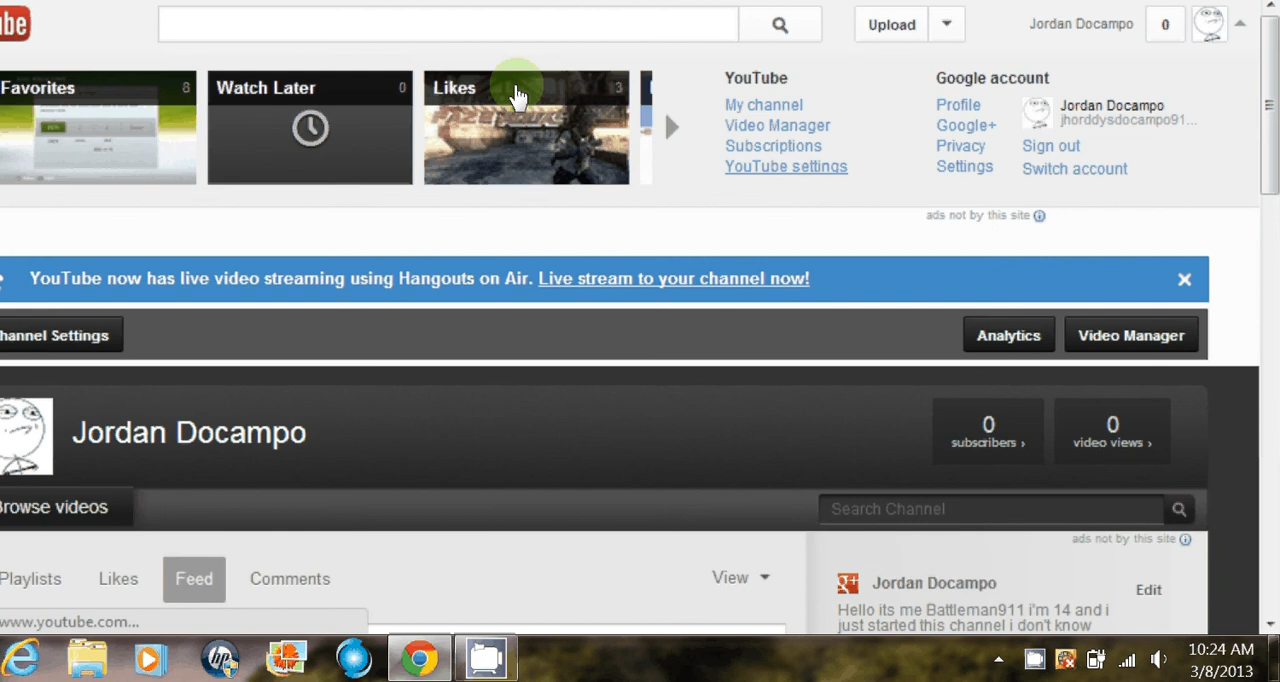 ube
Upload
Jordan Docampo
0
Favorites
8
Watch Later
0
Likes
3
YouTube
My channel
Video Manager
Subscriptions
YouTube settings
Google account
Profile
Google+
Privacy
Settings
Jordan Docampo
jhorddysdocampo91...
Sign out
Switch account
ads not by this site
YouTube now has live video streaming using Hangouts on Air. Live stream to your channel now!
hannel Settings
Analytics
Video Manager
Jordan Docampo
0
subscribers ›
0
video views ›
Browse videos
Search Channel
ads not by this site
Playlists
Likes
Feed
Comments
View
Jordan Docampo
Edit
Hello its me Battleman911 i'm 14 and i
just started this channel i don't know
www.youtube.com...
10:24 AM
3/8/2013